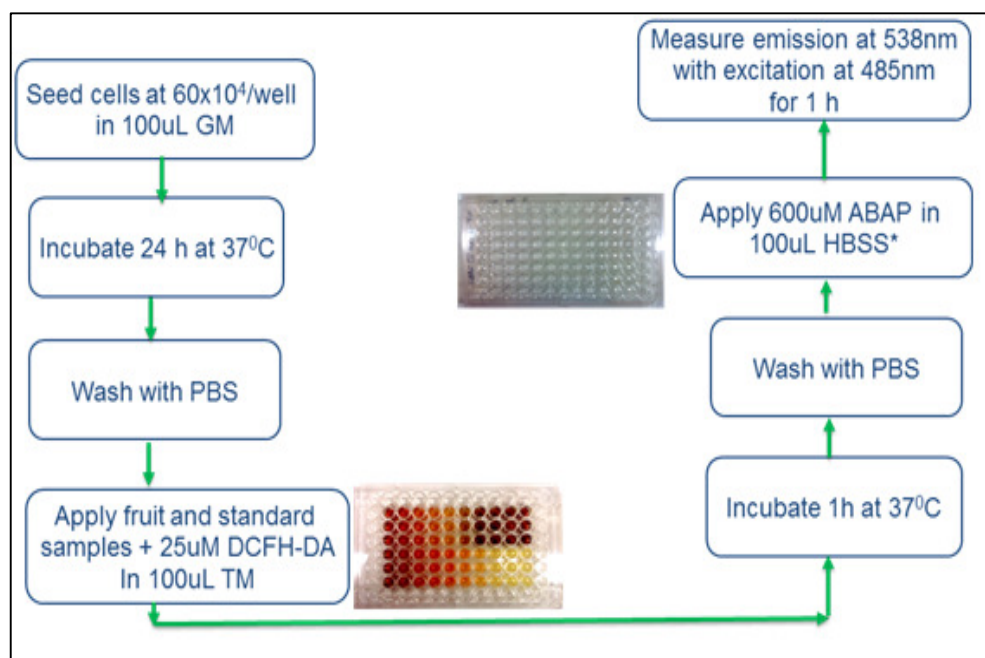 Seed cells at 60x10⁴/well
in 100uL GM
Incubate 24 h at 37⁰C
Wash with PBS
Apply fruit and standard
samples + 25uM DCFH-DA
In 100uL TM
Incubate 1h at 37⁰C
Wash with PBS
Apply 600uM ABAP in
100uL HBSS*
Measure emission at 538nm
with excitation at 485nm
for 1 h